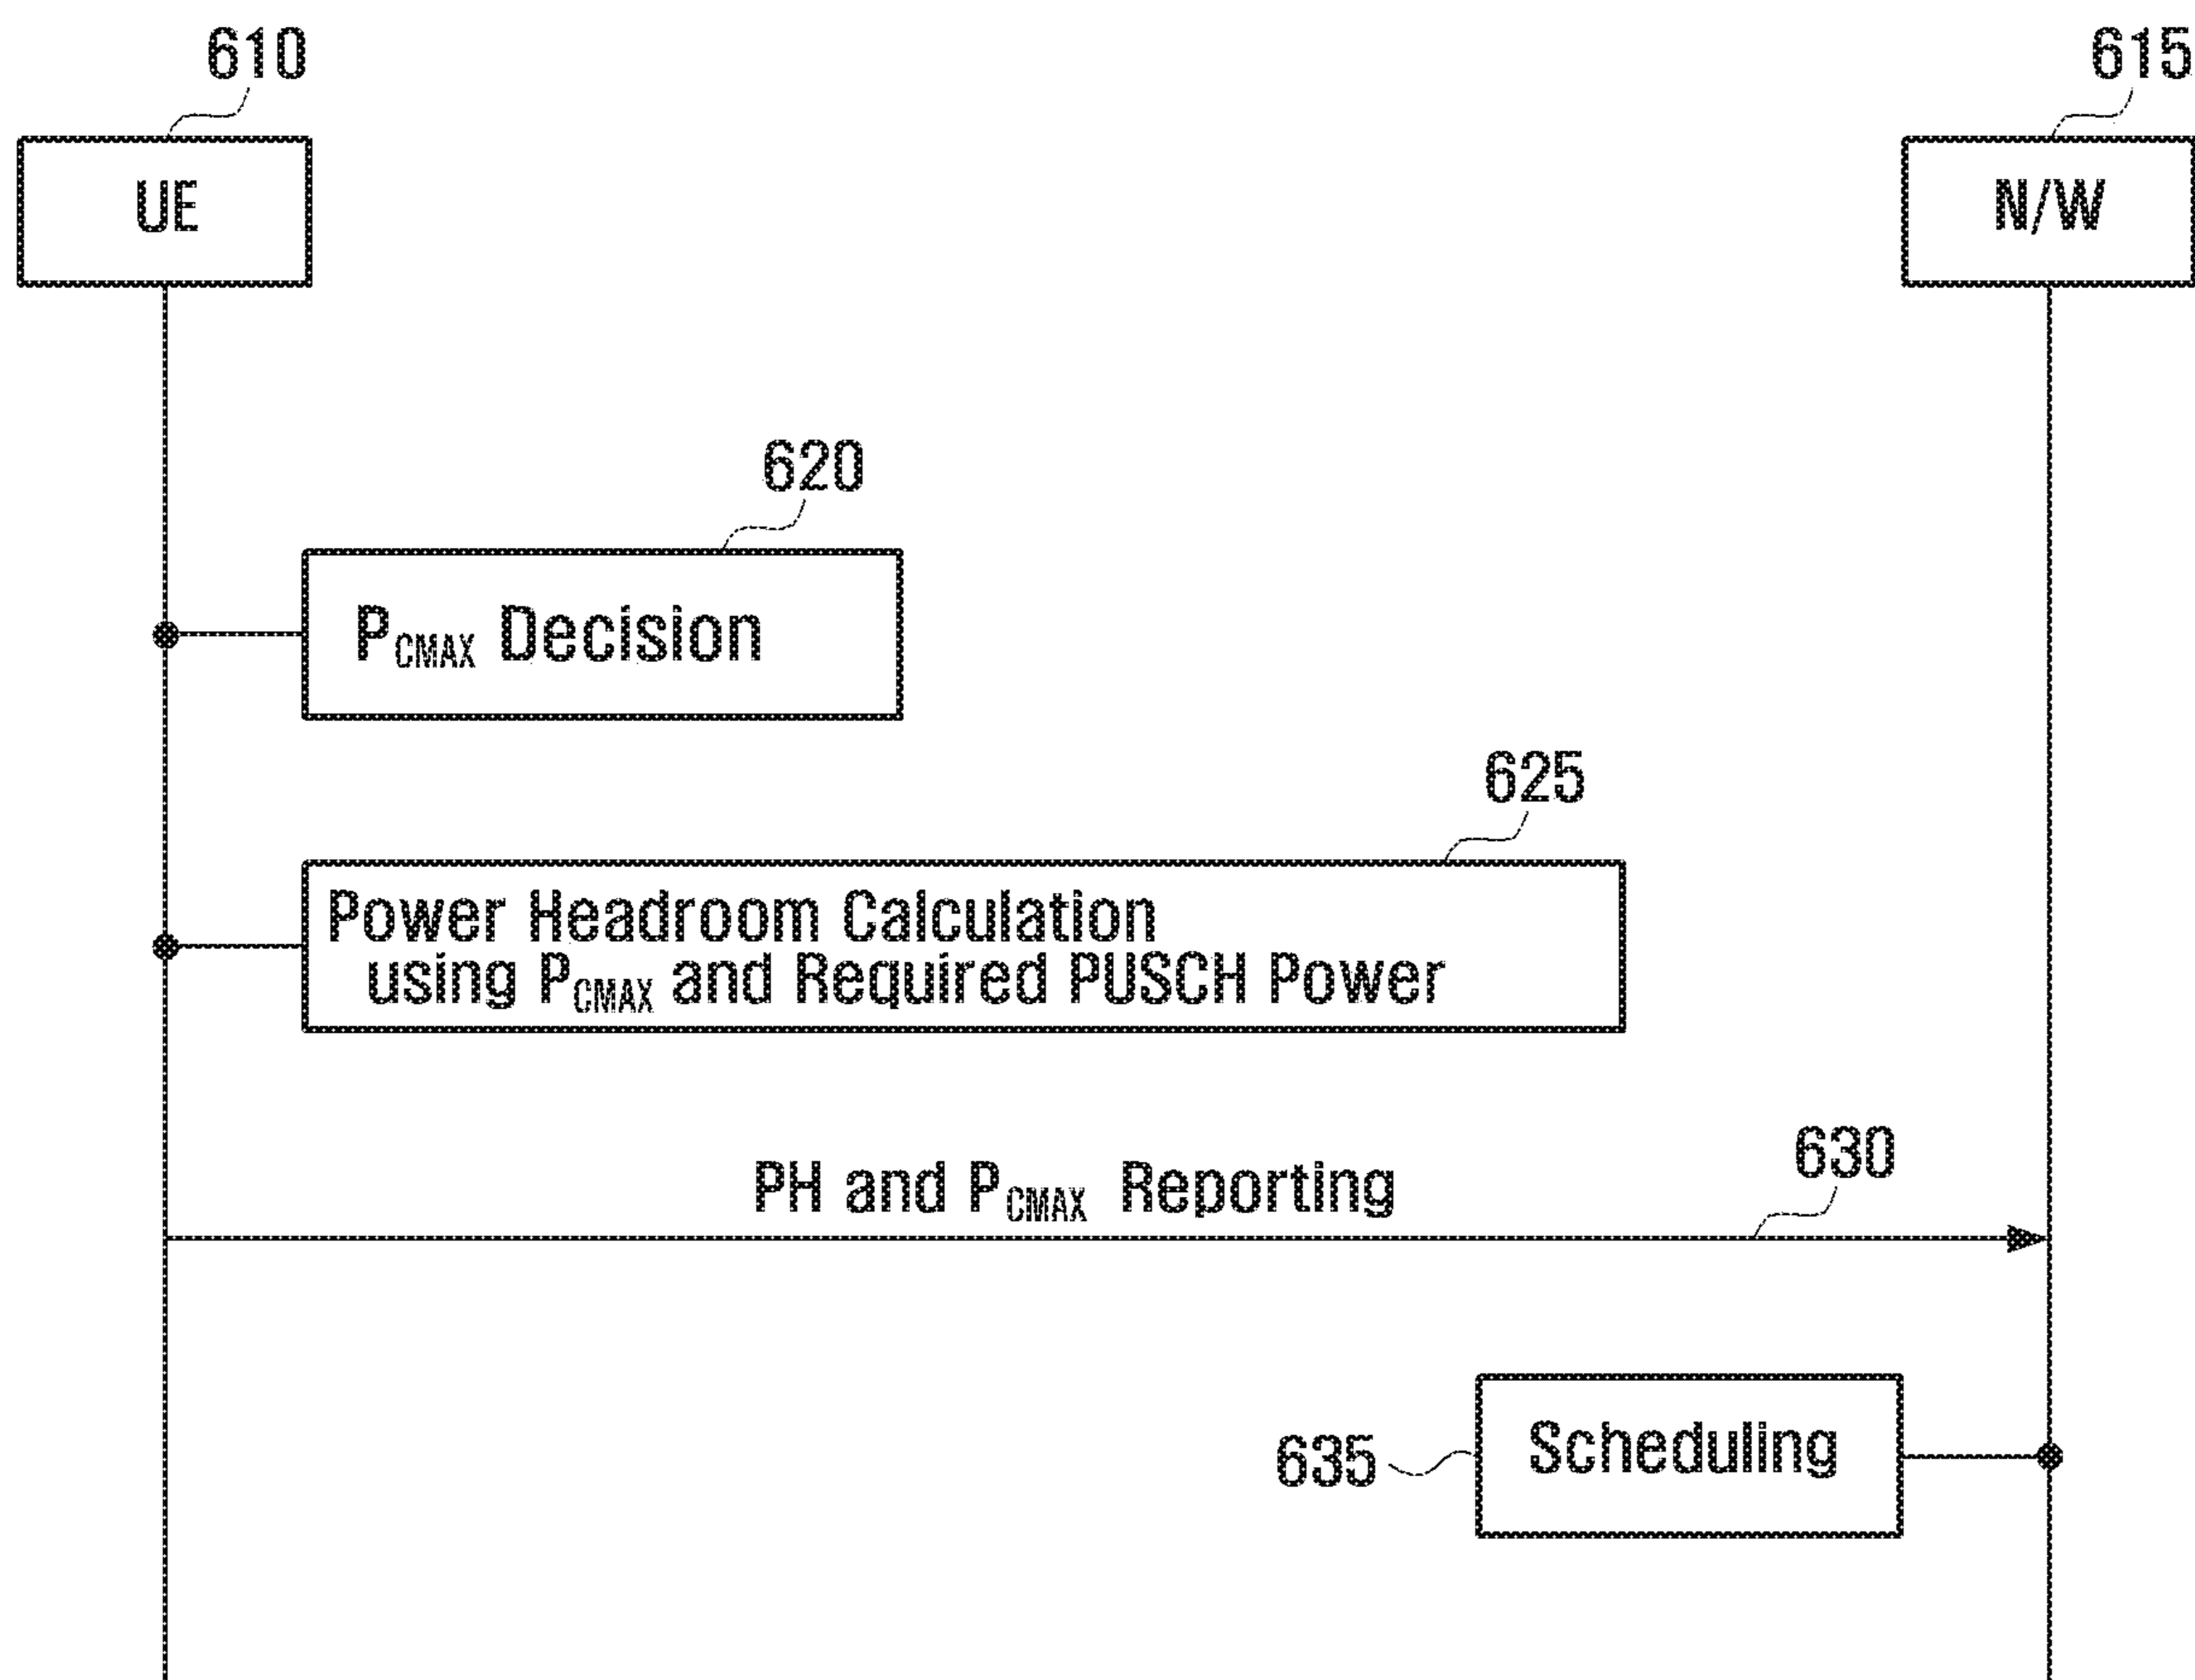 610
615
UE
N/W
620
PCMAX Decision
625
Power Headroom Calculation
using PCMAX and Required PUSCH Power
630
PH and PCMAX Reporting
635
Scheduling